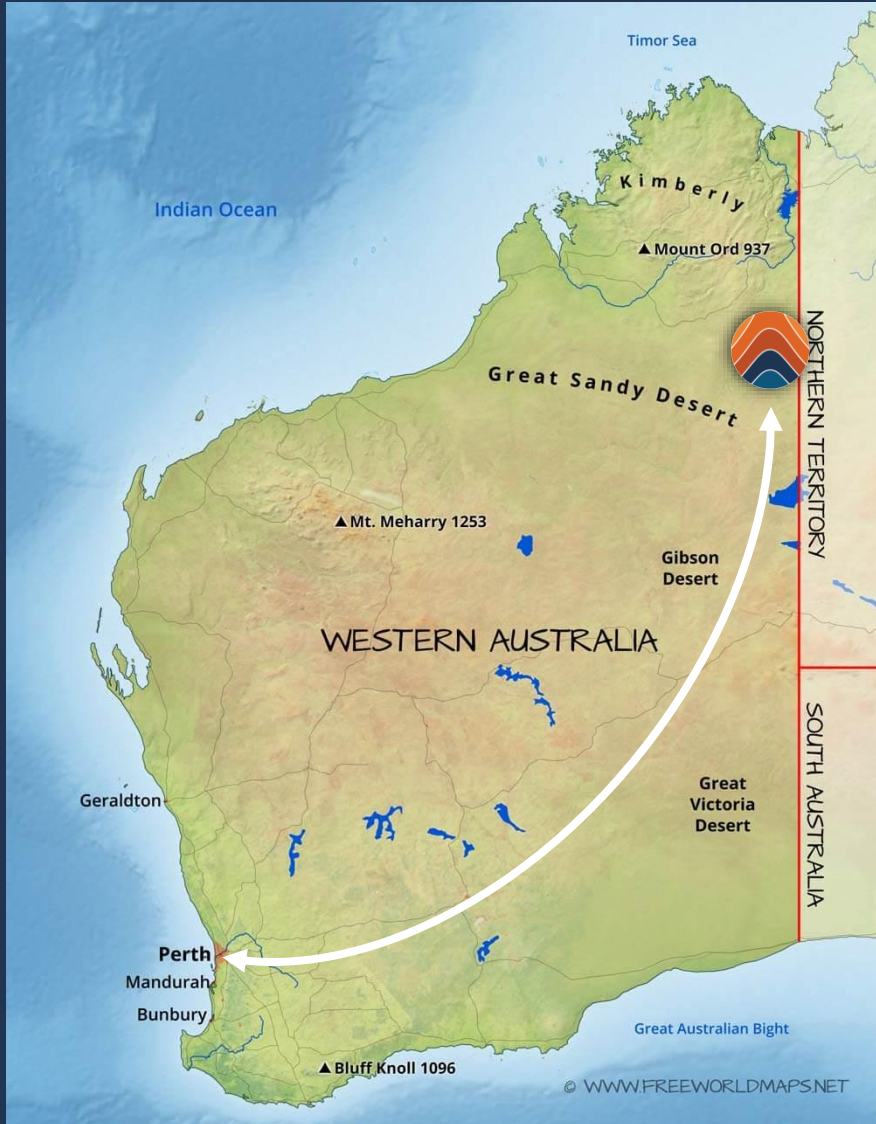 Timor Sea
Kimberly
Indian Ocean
▲ Mount Ord 937
NORTHERN TERRITORY
Great Sandy Desert
▲ Mt. Meharry 1253
Gibson
Desert
WESTERN AUSTRALIA
SOUTH AUSTRALIA
Great
Victoria
Desert
Geraldton
Perth
Mandurah
Bunbury
Great Australian Bight
▲ Bluff Knoll 1096
© WWW.FREEWORLDMAPS.NET